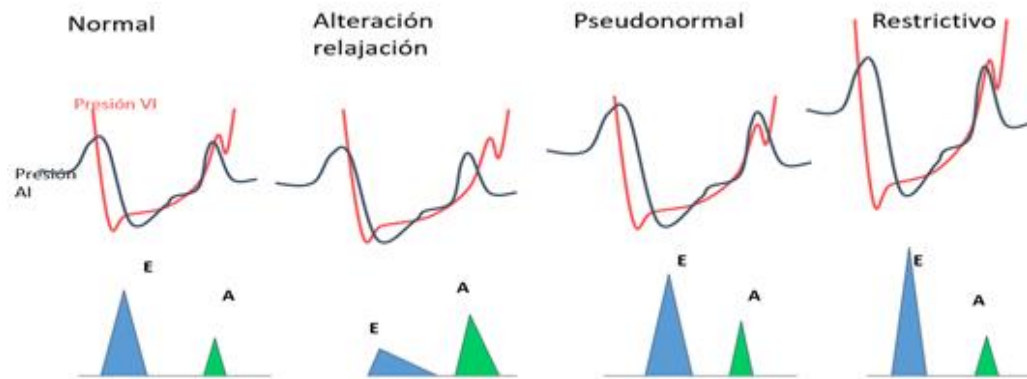 Normal
Alteración
relajación
Pseudonormal
Restrictivo
Presión VI
Presión
AI
E
A
E
A
E
A
E
A